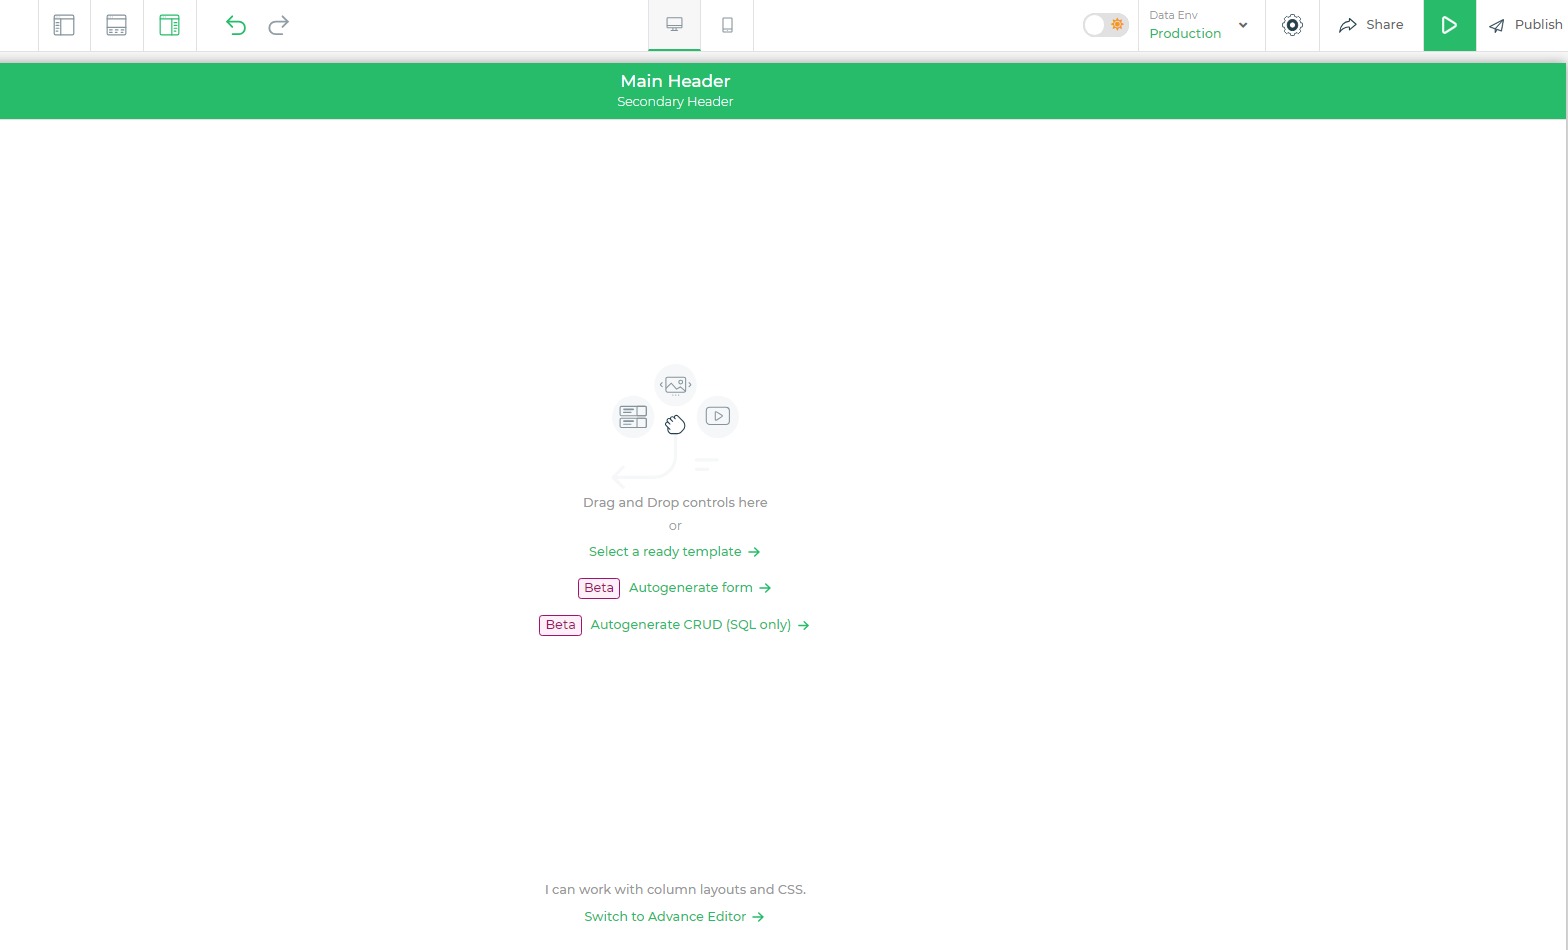 Data Env
Production
Share
Publish
Main Header
Secondary Header
Drag and Drop controls here
or
Select a ready template
Beta Autogenerate form
Beta Autogenerate CRUD (SQL only)
I can work with column layouts and CSS.
Switch to Advance Editor